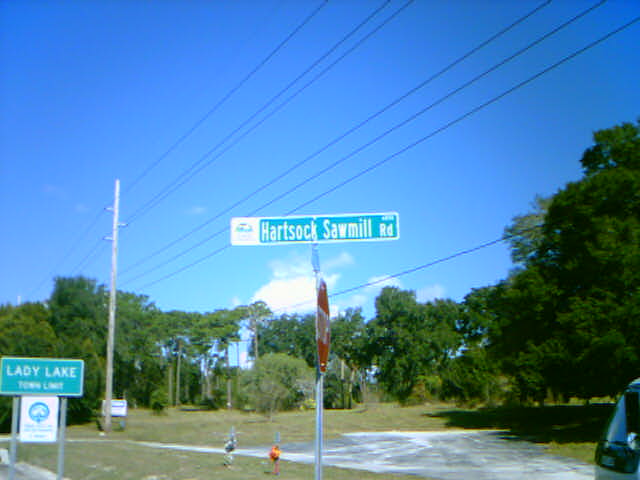 Hartsock Sawmill Rd
LADY LAKE
TOWN LIMIT